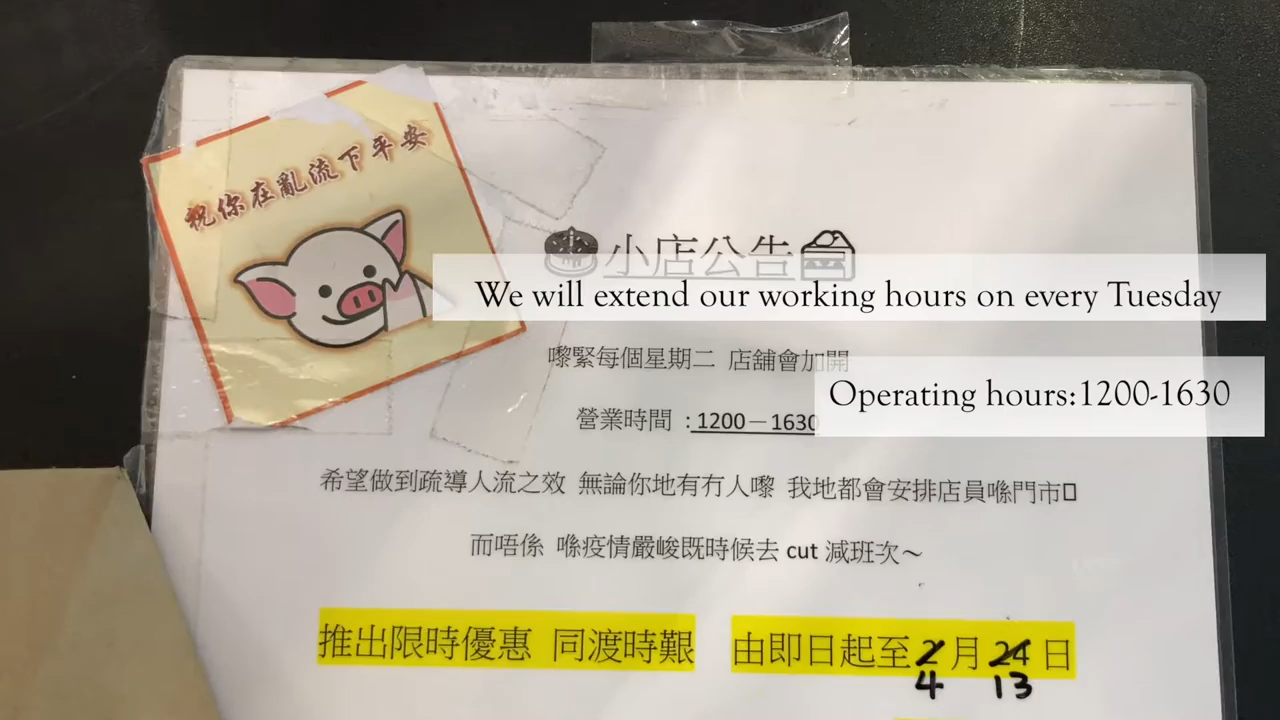 祝你在亂流下平安
小店公告
We will extend our working hours on every Tuesday
嚟緊每個星期二 店舖會加開
Operating hours:1200-1630
營業時間 :1200－1630
希望做到疏導人流之效 無論你地有冇人嚟 我地都會安排店員喺門市
而唔係 喺疫情嚴峻既時候去 cut 減班次～
推出限時優惠 同渡時艱 由即日起至2月24日
4 13